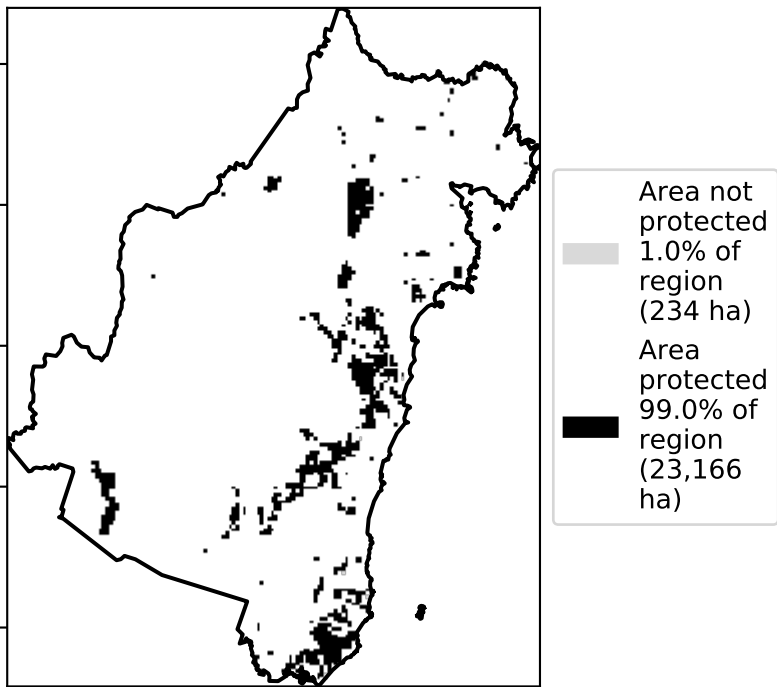 Area not
protected
1.0% of
region
(234 ha)
Area
protected
99.0% of
region
(23,166
ha)